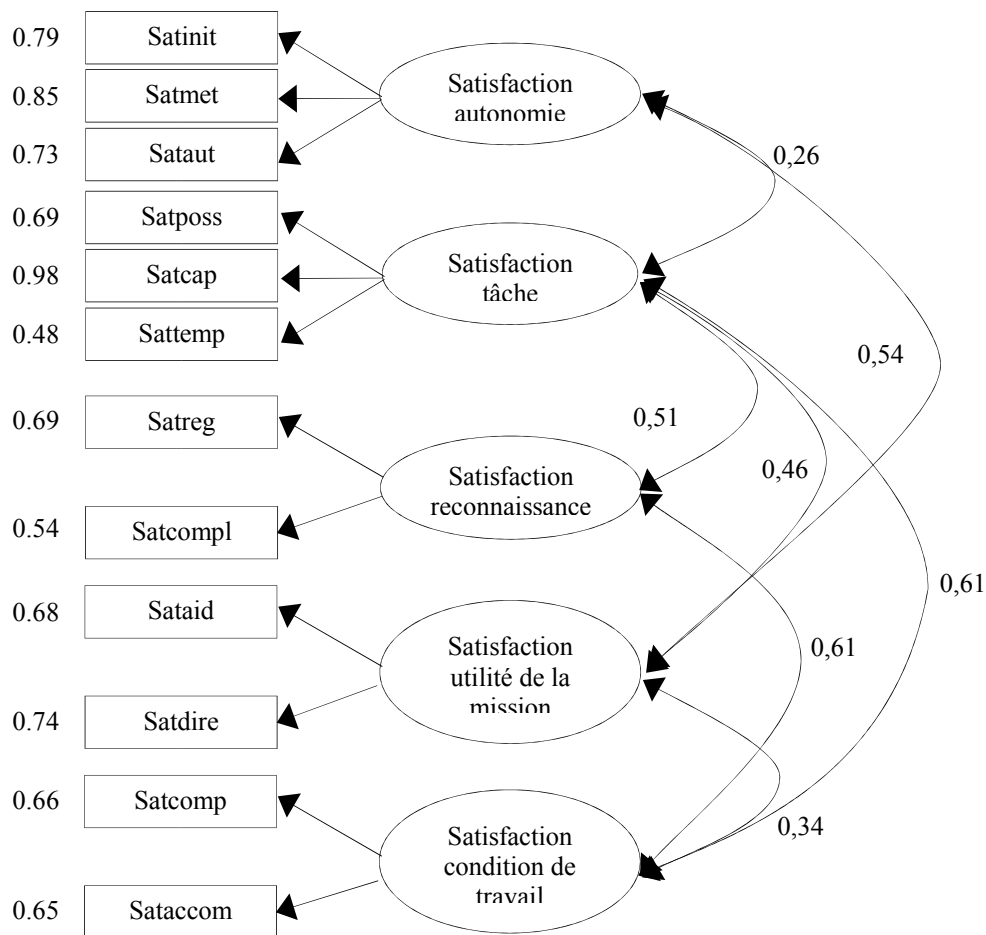 0.79 Satinit
0.85 Satmet
0.73 Sataut
Satisfaction
autonomie
0,26
0.69 Satposs
0.98 Satcap
0.48 Sattemp
Satisfaction
tâche
0,54
0,51
0,46
0.69 Satreg
0.54 Satcompl
Satisfaction
reconnaissance
0,61
0.68 Sataid
0.74 Satdire
Satisfaction
utilité de la
mission
0,61
0.66 Satcomp
0.65 Sataccom
Satisfaction
condition de
travail
0,34